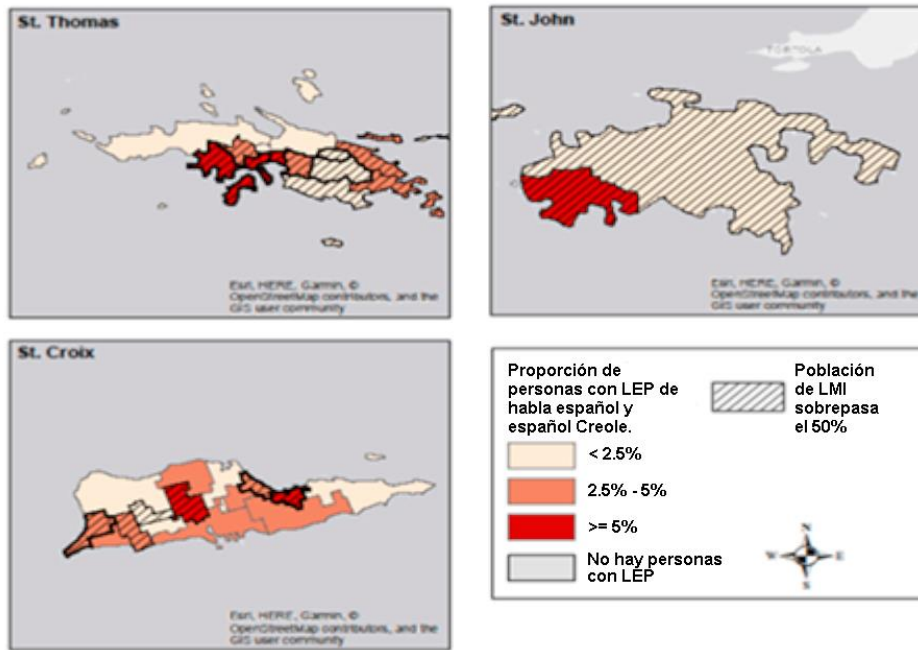 St. Thomas
Esri, HERE, Garmin, ©
OpenStreetMap contributors, and the
GIS user community
St. John
TORTOLA
Esri, HERE, Garmin, ©
OpenStreetMap contributors, and the
GIS user community
St. Croix
Esri, HERE, Garmin, ©
OpenStreetMap contributors, and the
GIS user community
Proporción de
personas con LEP de
habla español y
español Creole.
< 2.5%
2.5% - 5%
>= 5%
No hay personas
con LEP
Población
de LMI
sobrepasa
el 50%
N
W E
S